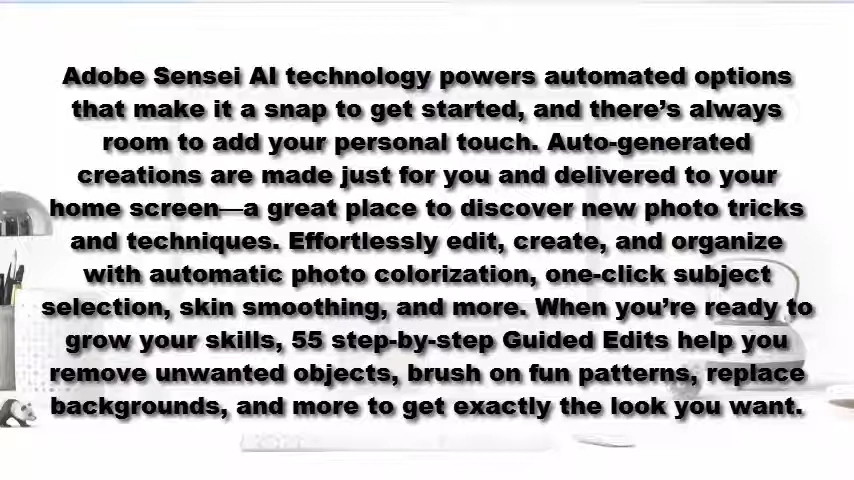 Adobe Sensei AI technology powers automated options
that make it a snap to get started, and there’s always
room to add your personal touch. Auto-generated
creations are made just for you and delivered to your
home screen—a great place to discover new photo tricks
and techniques. Effortlessly edit, create, and organize
with automatic photo colorization, one-click subject
selection, skin smoothing, and more. When you’re ready to
grow your skills, 55 step-by-step Guided Edits help you
remove unwanted objects, brush on fun patterns, replace
backgrounds, and more to get exactly the look you want.